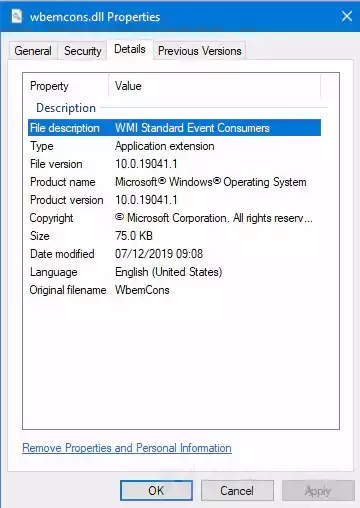 wbemcons.dll Properties
General Security Details Previous Versions
Property Value
Description
File description WMI Standard Event Consumers
Type Application extension
File version 10.0.19041.1
Product name Microsoft® Windows® Operating System
Product version 10.0.19041.1
Copyright © Microsoft Corporation. All rights reserv...
Size 75.0 KB
Date modified 07/12/2019 09:08
Language English (United States)
Original filename WbemCons
Remove Properties and Personal Information
OK Cancel Apply